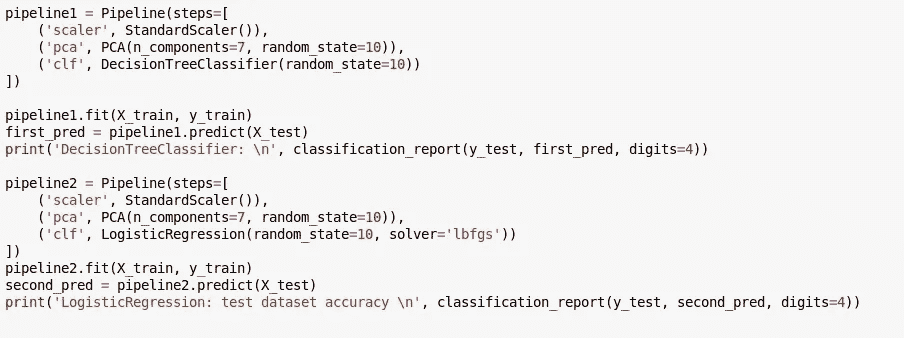 pipeline1 = Pipeline(steps=[
    ('scaler', StandardScaler()),
    ('pca', PCA(n_components=7, random_state=10)),
    ('clf', DecisionTreeClassifier(random_state=10))
])

pipeline1.fit(X_train, y_train)
first_pred = pipeline1.predict(X_test)
print('DecisionTreeClassifier: \n', classification_report(y_test, first_pred, digits=4))

pipeline2 = Pipeline(steps=[
    ('scaler', StandardScaler()),
    ('pca', PCA(n_components=7, random_state=10)),
    ('clf', LogisticRegression(random_state=10, solver='lbfgs'))
])
pipeline2.fit(X_train, y_train)
second_pred = pipeline2.predict(X_test)
print('LogisticRegression: test dataset accuracy \n', classification_report(y_test, second_pred, digits=4))